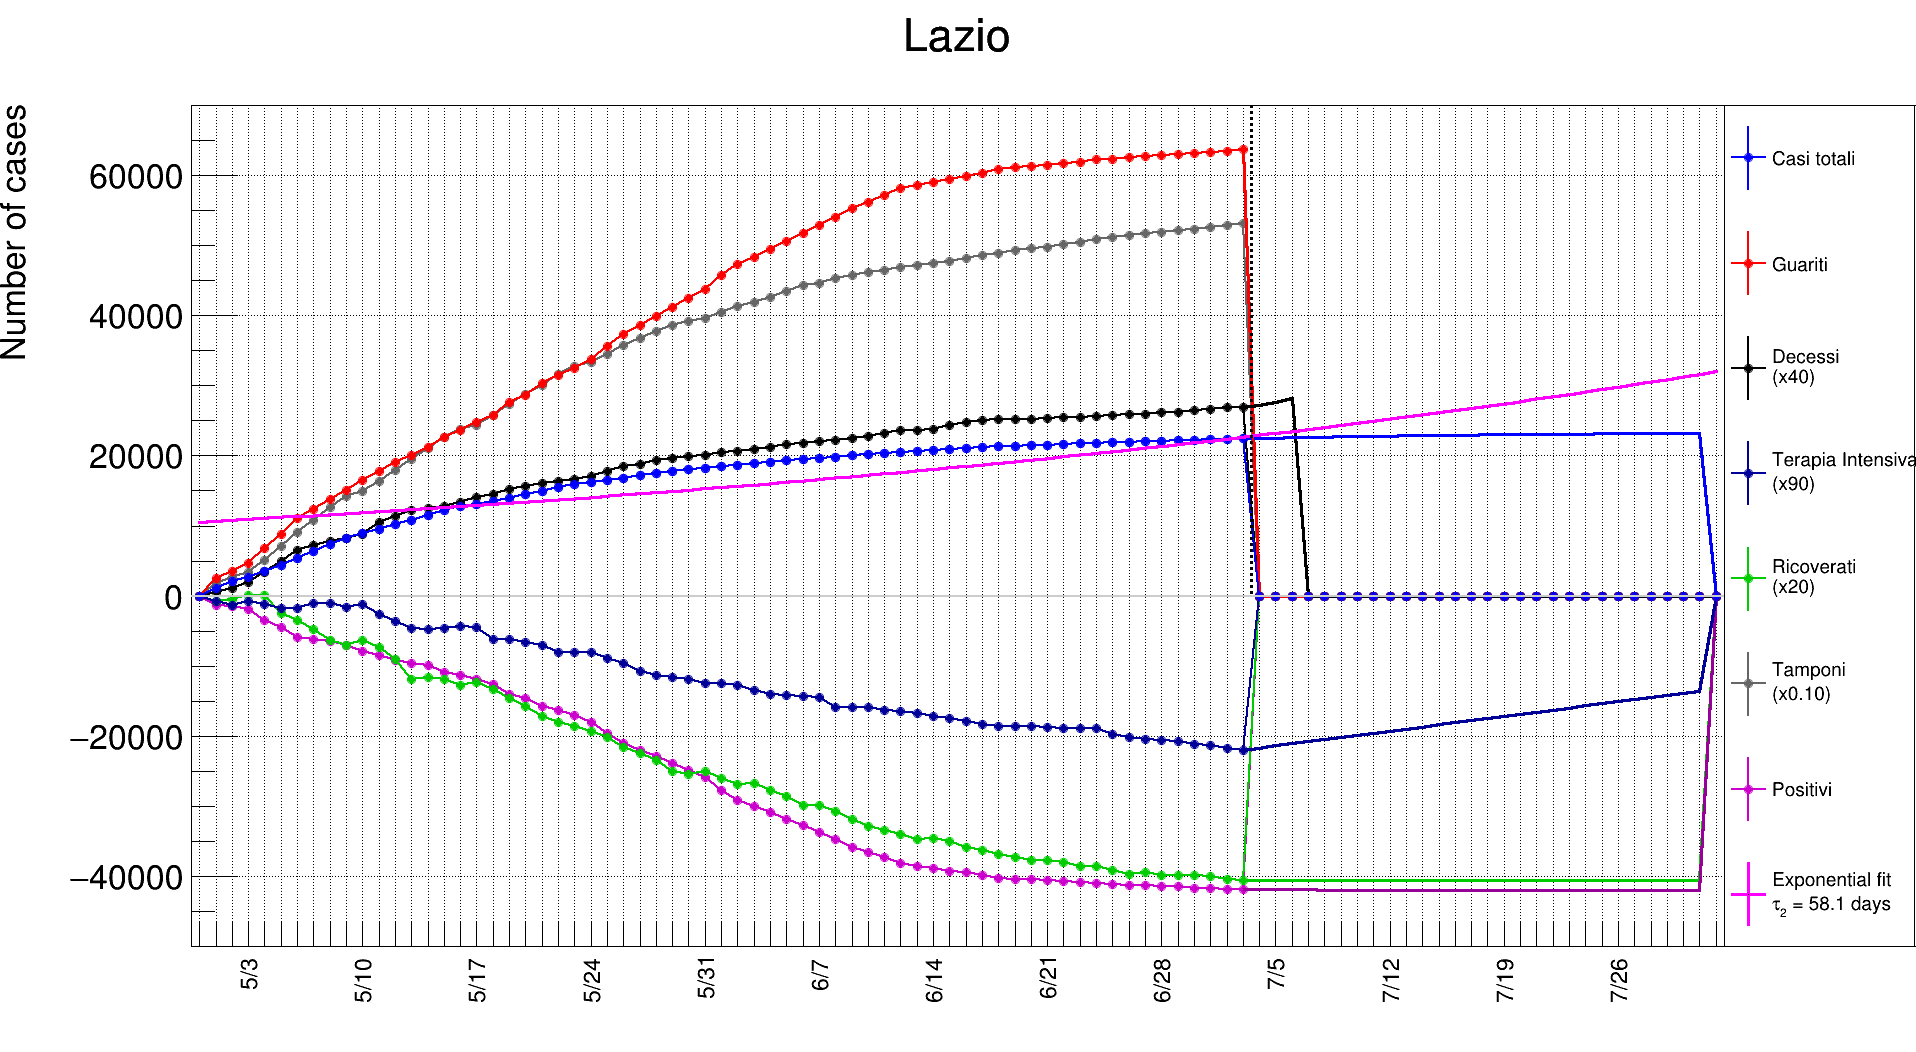 Lazio
Number of cases
60000
40000
20000
0
−20000
−40000
5/3
5/10
5/17
5/24
5/31
6/7
6/14
6/21
6/28
7/5
7/12
7/19
7/26
Casi totali
Guariti
Decessi
(x40)
Terapia Intensiva
(x90)
Ricoverati
(x20)
Tamponi
(x0.10)
Positivi
Exponential fit
τ₂ = 58.1 days